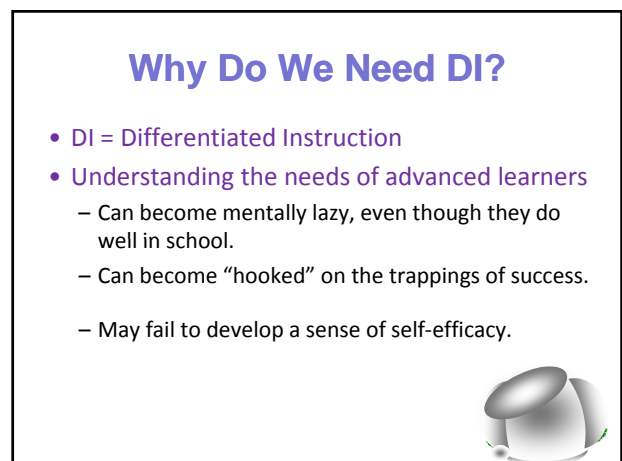 Why Do We Need DI?
• DI = Differentiated Instruction
• Understanding the needs of advanced learners
– Can become mentally lazy, even though they do
well in school.
– Can become “hooked” on the trappings of success.
– May fail to develop a sense of self-efficacy.